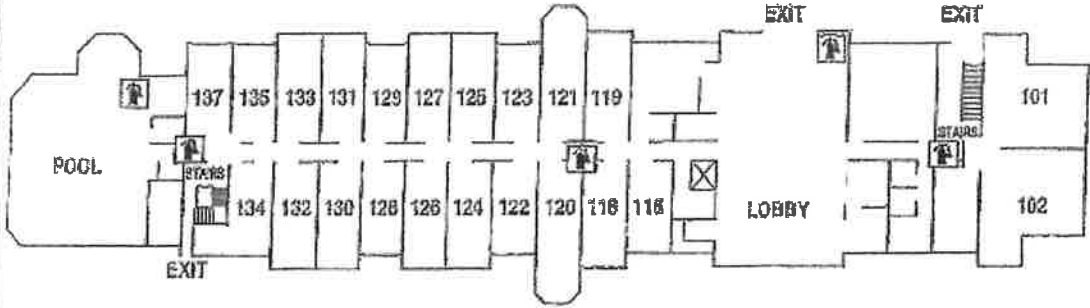 EXIT EXIT
137 135 133 131 129 127 125 123 121 119 101
STAIRS
POOL STAIRS
134 132 130 128 126 124 122 120 118 LOBBY 102
EXIT